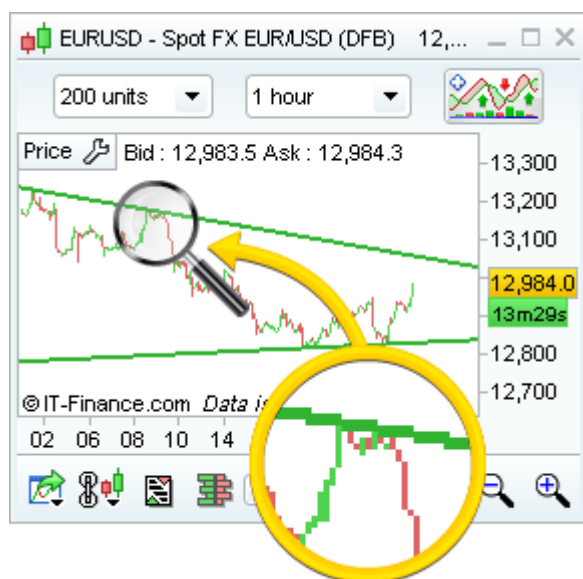 EURUSD - Spot FX EUR/USD (DFB) 12,...
200 units
1 hour
Price Bid : 12,983.5 Ask : 12,984.3
13,300
13,200
13,100
12,984.0
13m29s
12,800
12,700
© IT-Finance.com Data is
02 06 08 10 14